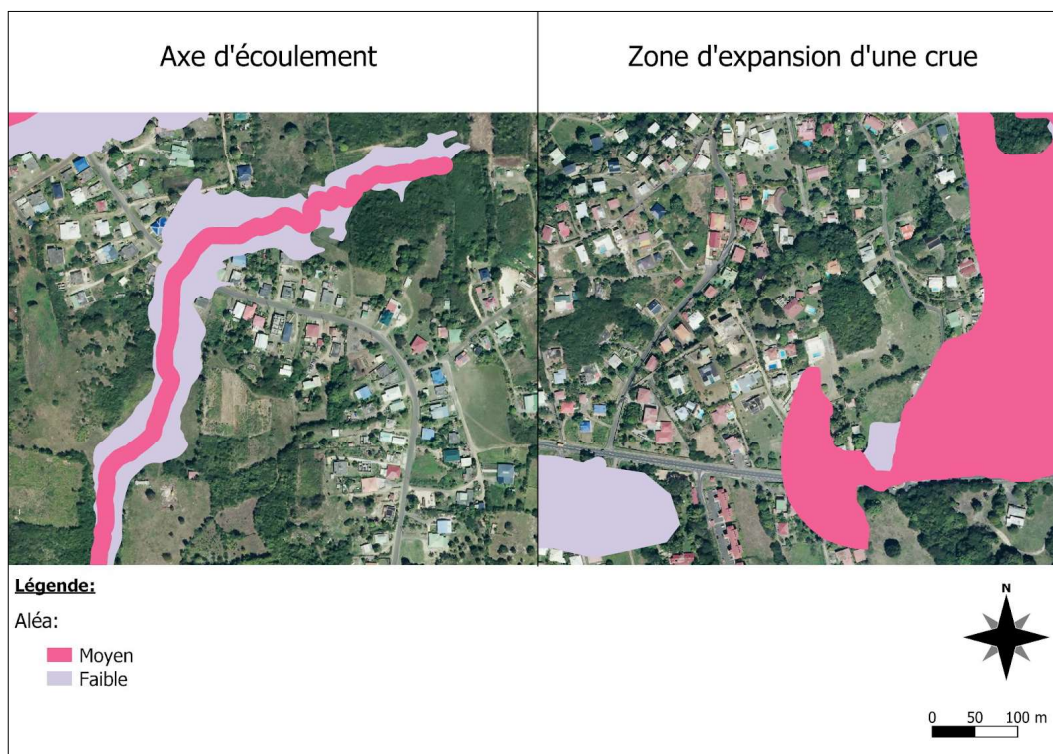 Axe d'écoulement
Zone d'expansion d'une crue
Légende:
Aléa:
Moyen
Faible
N
0 50 100 m